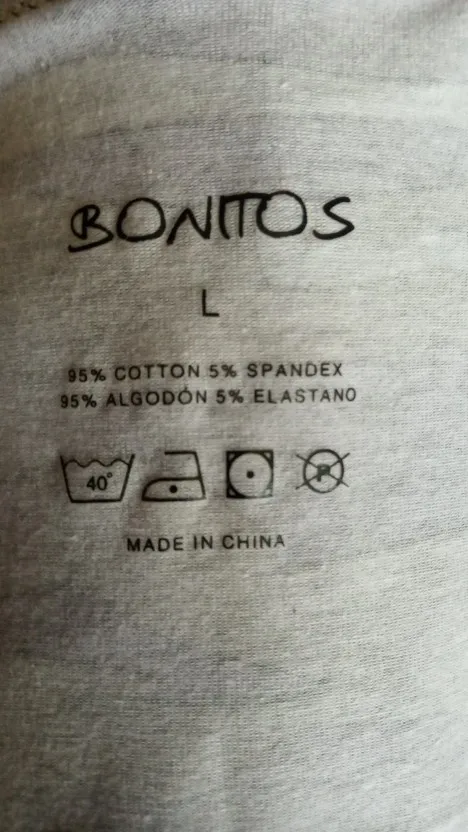 BONITOS
L
95% COTTON 5% SPANDEX
95% ALGODÓN 5% ELASTANO
40° P
MADE IN CHINA